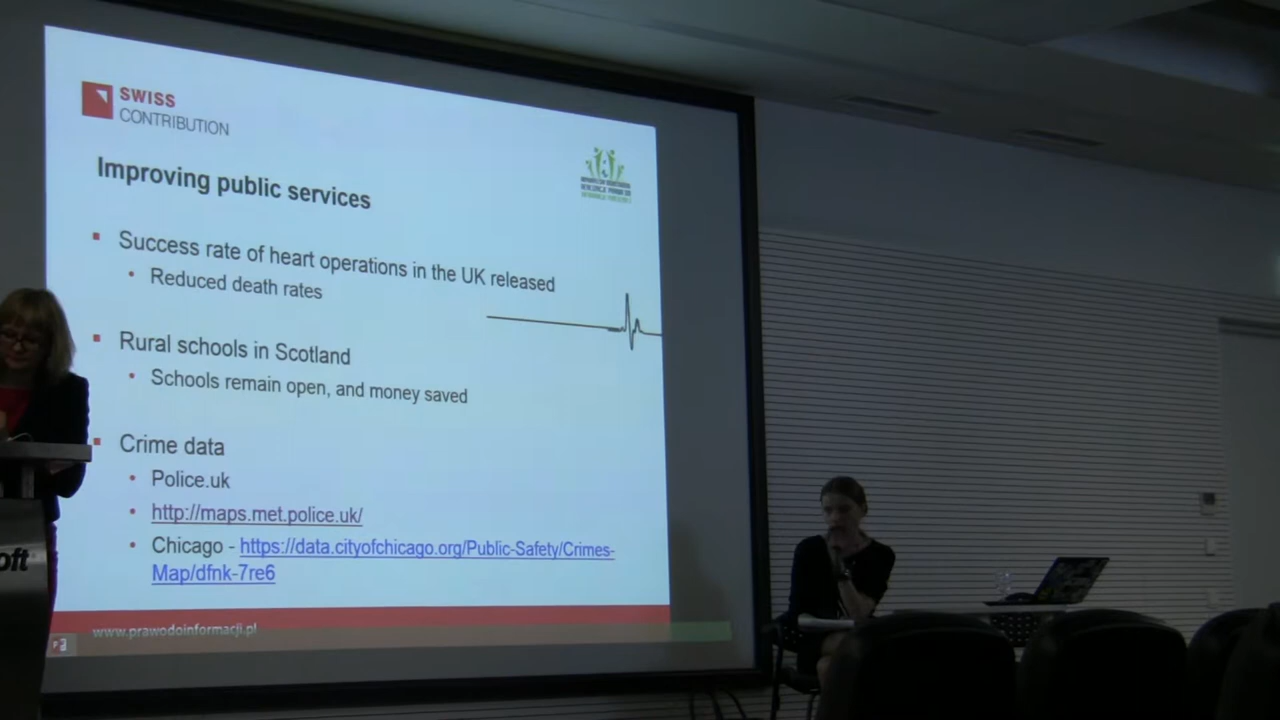 SWISS
CONTRIBUTION
Improving public services
Success rate of heart operations in the UK released
Reduced death rates
Rural schools in Scotland
Schools remain open, and money saved
Crime data
Police.uk
http://maps.met.police.uk/
Chicago - https://data.cityofchicago.org/Public-Safety/Crimes-
Map/dfnk-7re6
www.prawodoinformacji.pl
oft